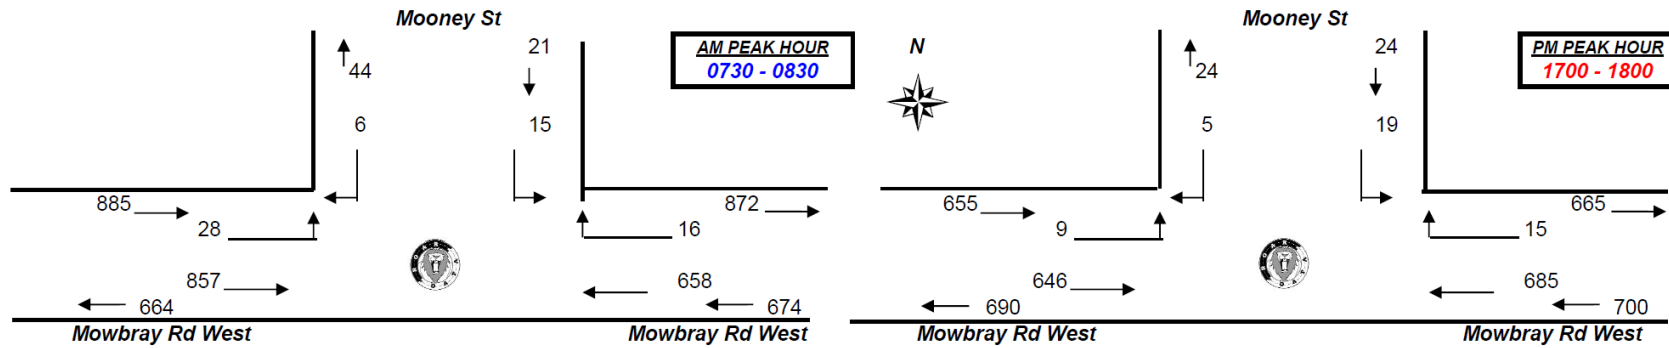 Mooney St
21
AM PEAK HOUR
0730 - 0830
44
6
15
885
872
28
16
857
658
664
674
Mowbray Rd West
Mowbray Rd West
N
Mooney St
24
PM PEAK HOUR
1700 - 1800
24
5
19
655
665
9
15
646
685
690
700
Mowbray Rd West
Mowbray Rd West